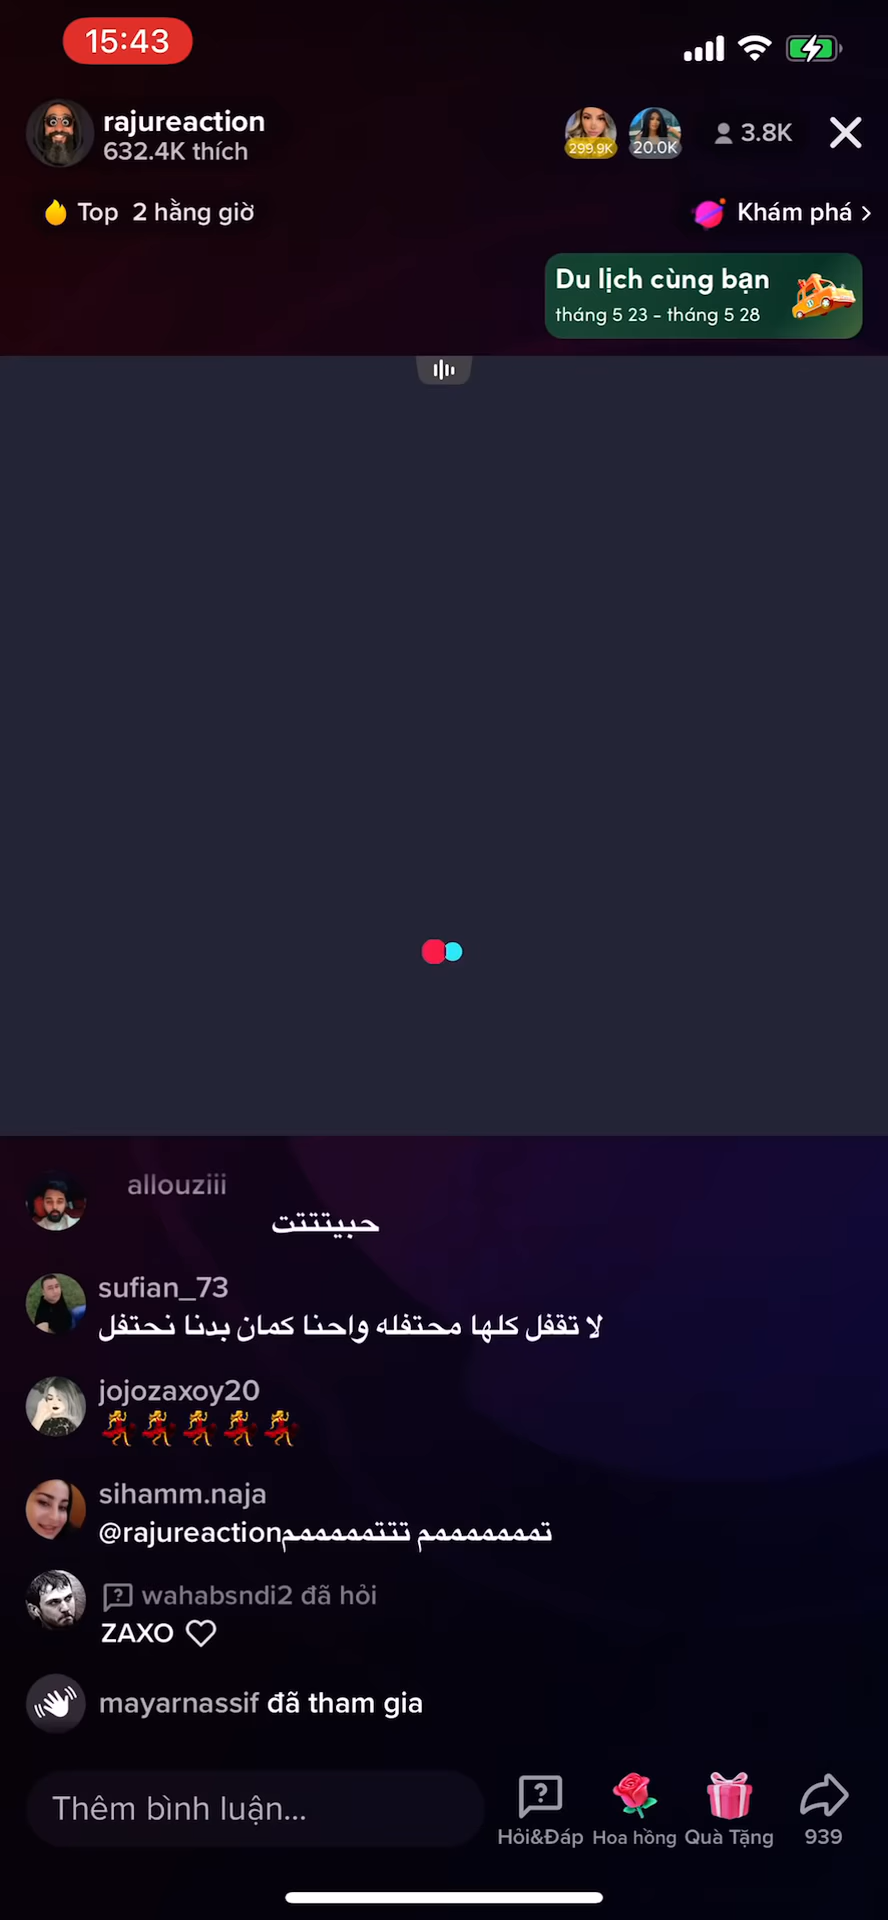 15:43
rajureaction
632.4K thích
299.9K
20.0K
3.8K
Top 2 hằng giờ
Khám phá >
Du lịch cùng bạn
tháng 5 23 - tháng 5 28
allouziii
حبيتتتت
sufian_73
لا تقفل كلها محتفله واحنا كمان بدنا نحتفل
jojozaxoy20
💃💃💃💃💃
sihamm.naja
@rajureactionتممممممم تتتمممممم
wahabsndi2 đã hỏi
ZAXO ♡
mayarnassif đã tham gia
Thêm bình luận...
Hỏi&Đáp
Hoa hồng
Quà Tặng
939